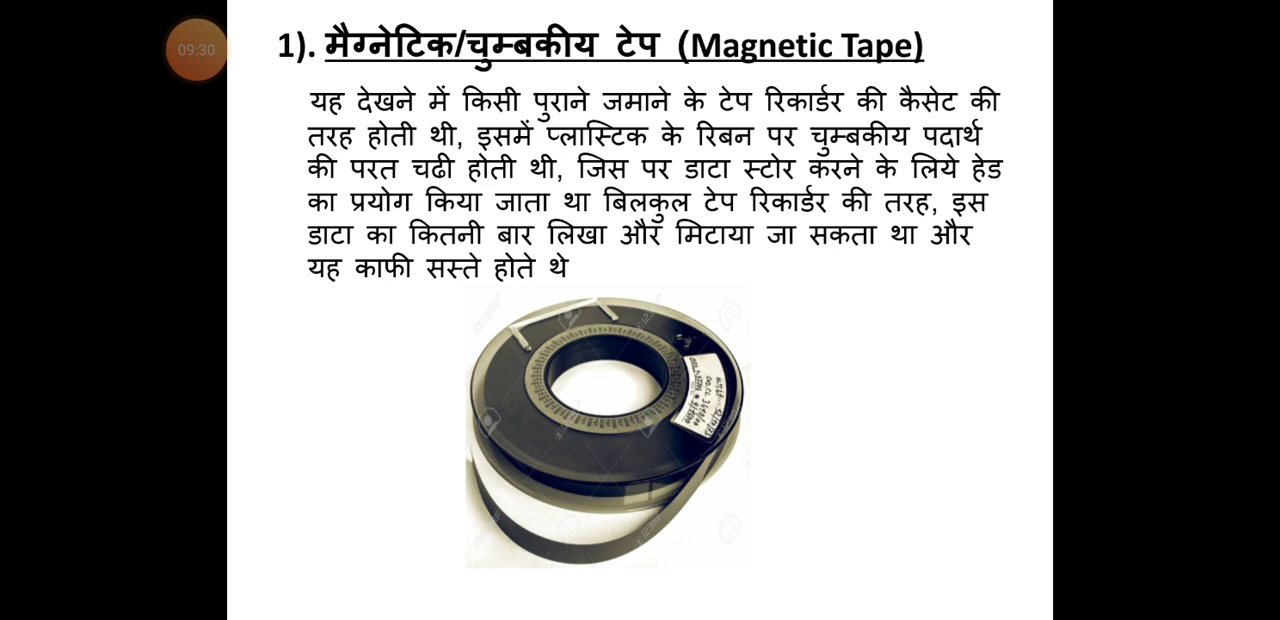 09:30
1). मैग्नेटिक/चुम्बकीय टेप (Magnetic Tape)
यह देखने में किसी पुराने जमाने के टेप रिकार्डर की कैसेट की
तरह होती थी, इसमें प्लास्टिक के रिबन पर चुम्बकीय पदार्थ
की परत चढी होती थी, जिस पर डाटा स्टोर करने के लिये हेड
का प्रयोग किया जाता था बिलकुल टेप रिकार्डर की तरह, इस
डाटा का कितनी बार लिखा और मिटाया जा सकता था और
यह काफी सस्ते होते थे